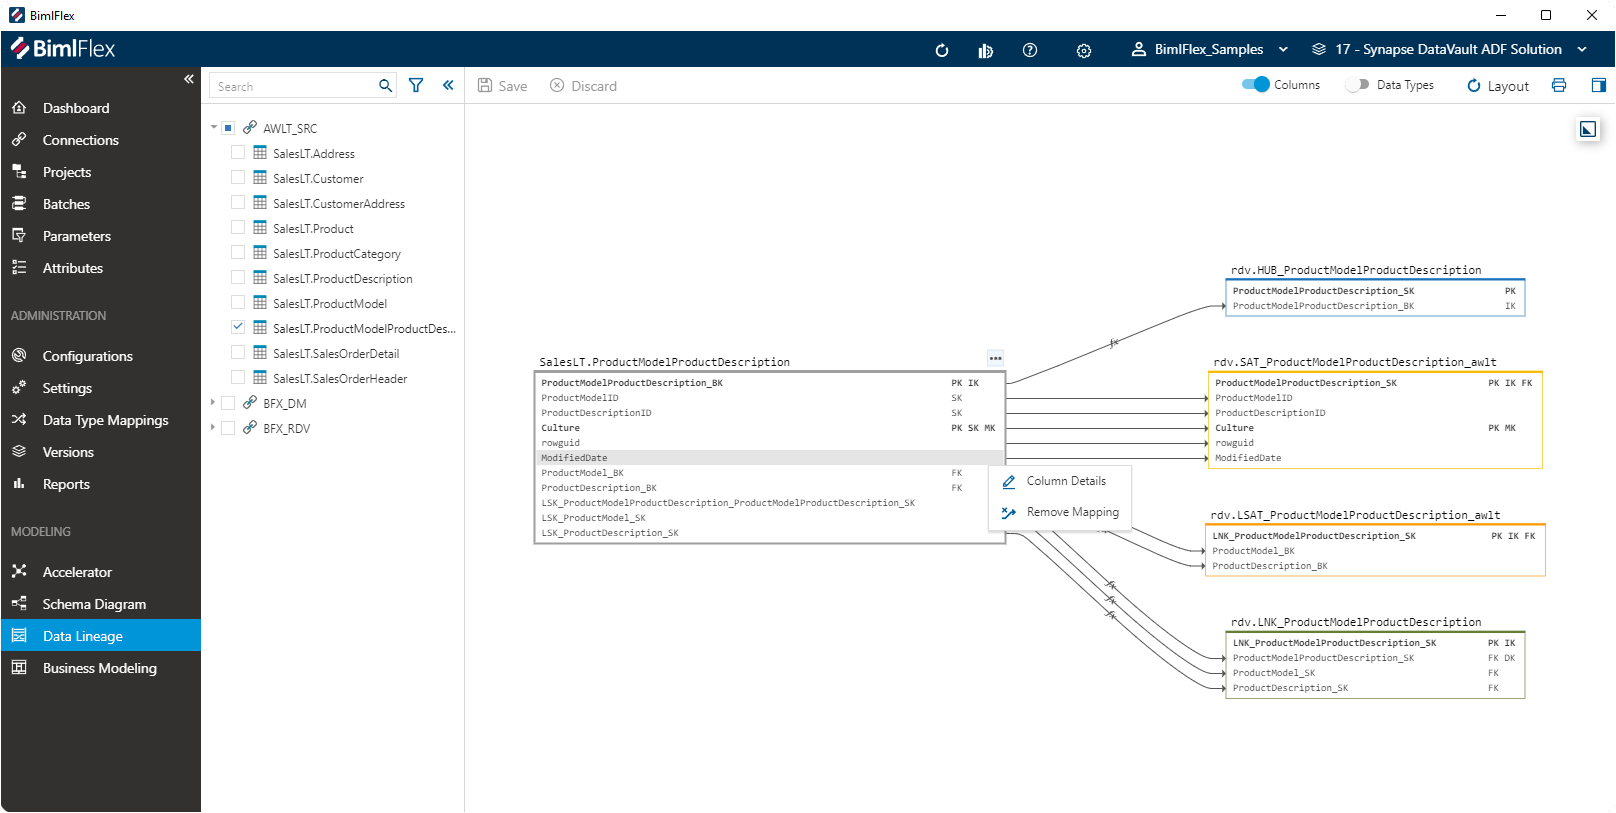 BimlFlex
BimlFlex
BimlFlex_Samples
17 - Synapse DataVault ADF Solution
Dashboard
Connections
Projects
Batches
Parameters
Attributes
ADMINISTRATION
Configurations
Settings
Data Type Mappings
Versions
Reports
MODELING
Accelerator
Schema Diagram
Data Lineage
Business Modeling
Search
AWLT_SRC
SalesLT.Address
SalesLT.Customer
SalesLT.CustomerAddress
SalesLT.Product
SalesLT.ProductCategory
SalesLT.ProductDescription
SalesLT.ProductModel
SalesLT.ProductModelProductDes...
SalesLT.SalesOrderDetail
SalesLT.SalesOrderHeader
BFX_DM
BFX_RDV
Save
Discard
Columns
Data Types
Layout
SalesLT.ProductModelProductDescription
ProductModelProductDescription_BK PK IK
ProductModelID SK
ProductDescriptionID SK
Culture PK SK MK
rowguid
ModifiedDate
ProductModel_BK FK
ProductDescription_BK FK
LSK_ProductModelProductDescription_ProductModelProductDescription_SK
LSK_ProductModel_SK
LSK_ProductDescription_SK
Column Details
Remove Mapping
fx
fx
fx
fx
rdv.HUB_ProductModelProductDescription
ProductModelProductDescription_SK PK
ProductModelProductDescription_BK IK
rdv.SAT_ProductModelProductDescription_awlt
ProductModelProductDescription_SK PK IK FK
ProductModelID
ProductDescriptionID
Culture PK MK
rowguid
ModifiedDate
rdv.LSAT_ProductModelProductDescription_awlt
LNK_ProductModelProductDescription_SK PK IK FK
ProductModel_BK
ProductDescription_BK
rdv.LNK_ProductModelProductDescription
LNK_ProductModelProductDescription_SK PK IK
ProductModelProductDescription_SK FK DK
ProductModel_SK FK
ProductDescription_SK FK